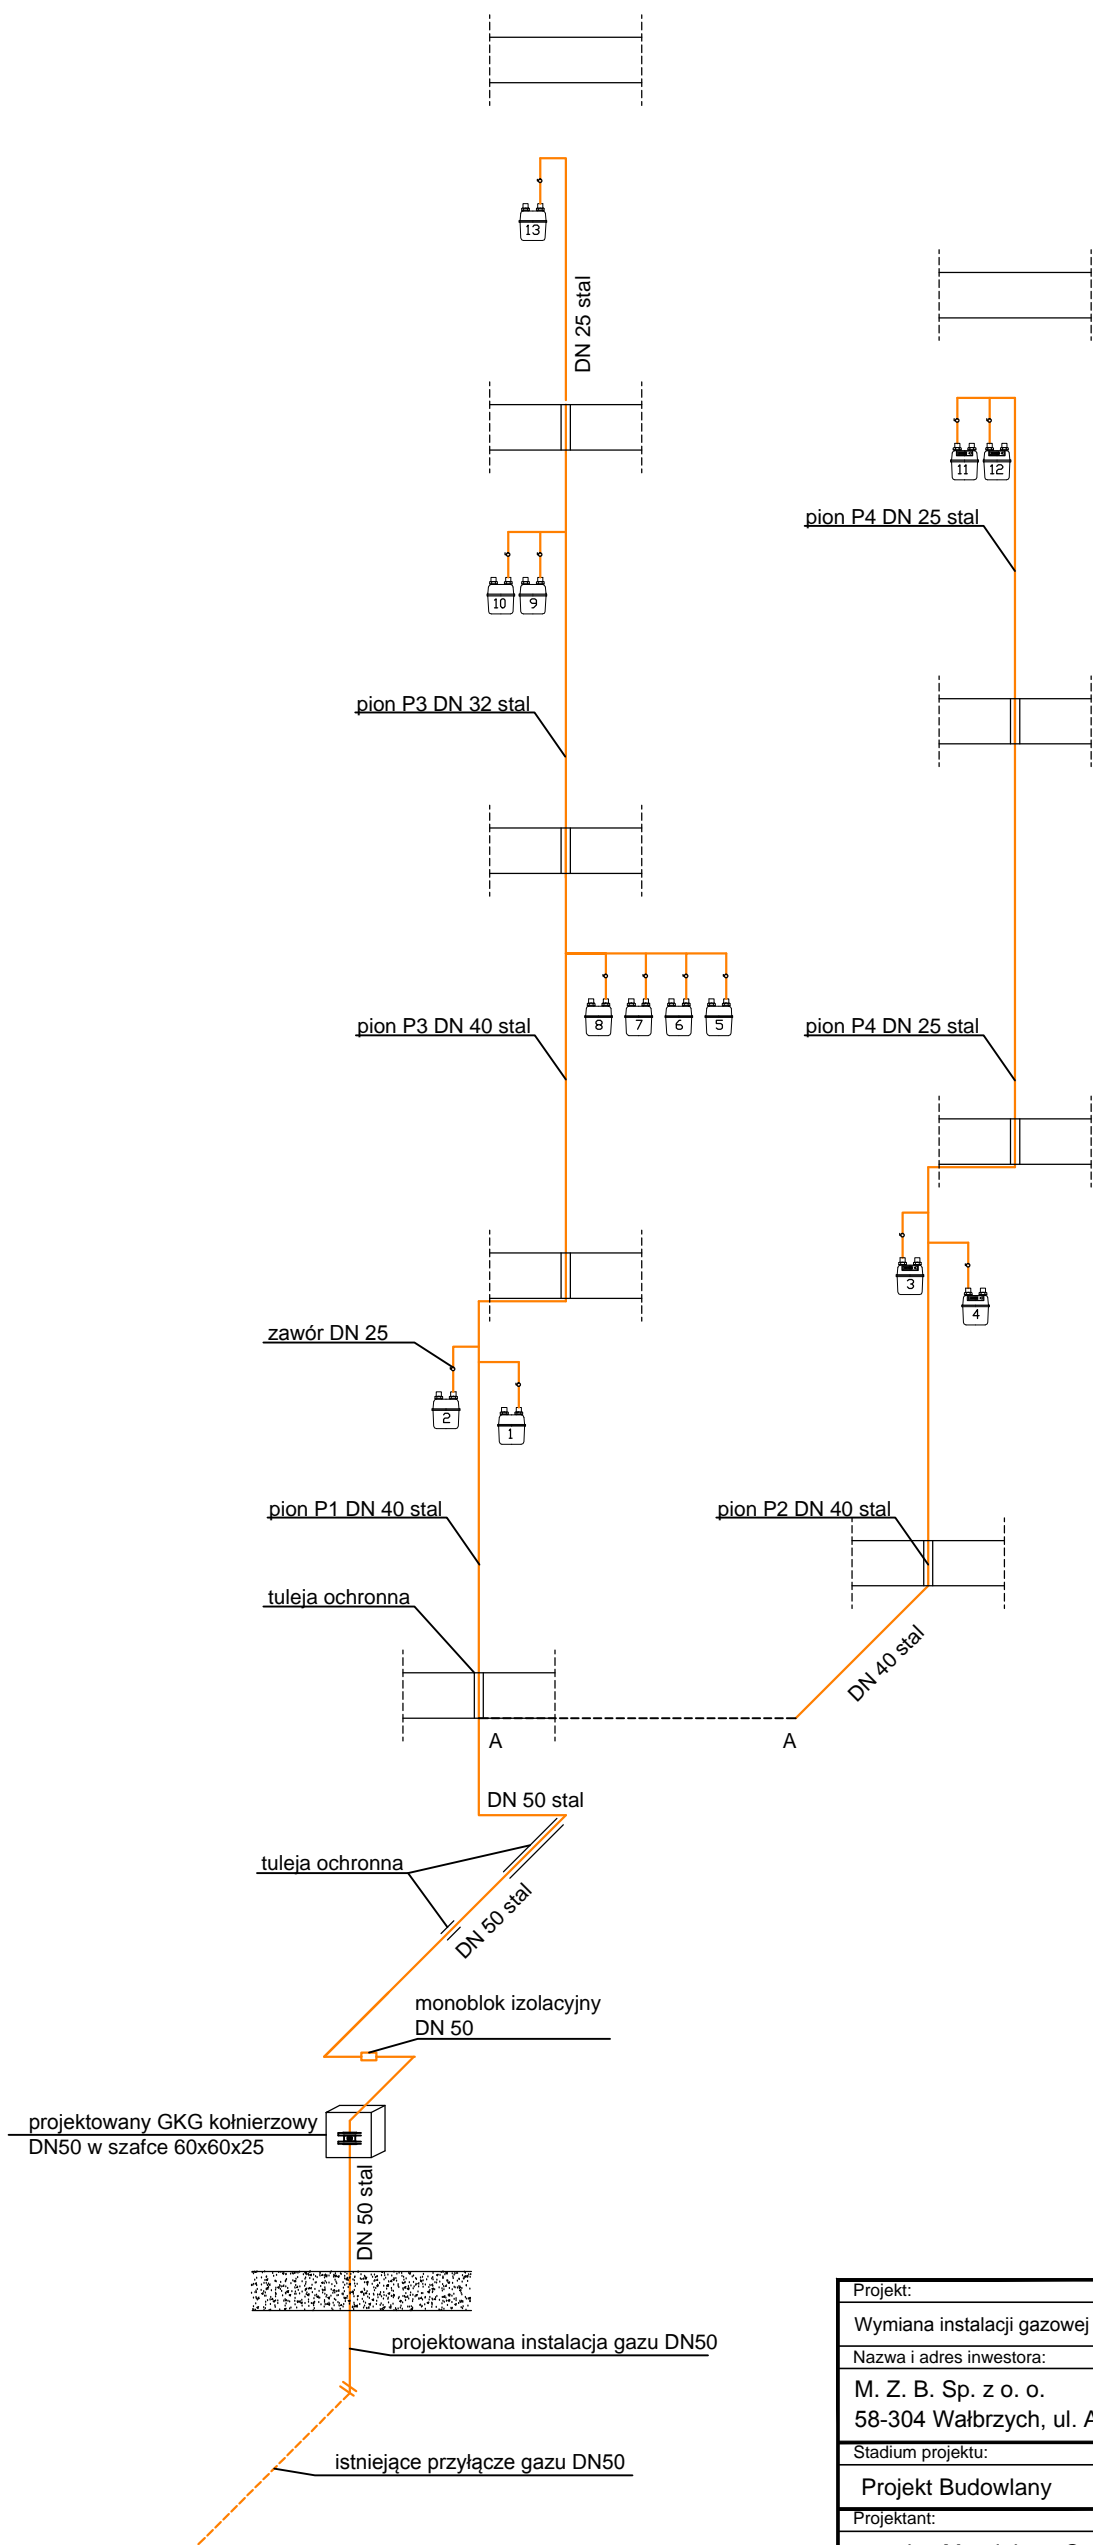 13
DN 25 stal
11 12
pion P4 DN 25 stal
10 9
pion P3 DN 32 stal
8 7 6 5
pion P3 DN 40 stal
pion P4 DN 25 stal
3
4
zawór DN 25
2
1
pion P1 DN 40 stal
pion P2 DN 40 stal
tuleja ochronna
DN 40 stal
A
A
DN 50 stal
tuleja ochronna
DN 50 stal
monoblok izolacyjny
DN 50
projektowany GKG kołnierzowy
DN50 w szafce 60x60x25
DN 50 stal
Projekt:
Wymiana instalacji gazowej
projektowana instalacja gazu DN50
Nazwa i adres inwestora:
M. Z. B. Sp. z o. o.
58-304 Wałbrzych, ul. A
Stadium projektu:
istniejące przyłącze gazu DN50
Projekt Budowlany
Projektant: